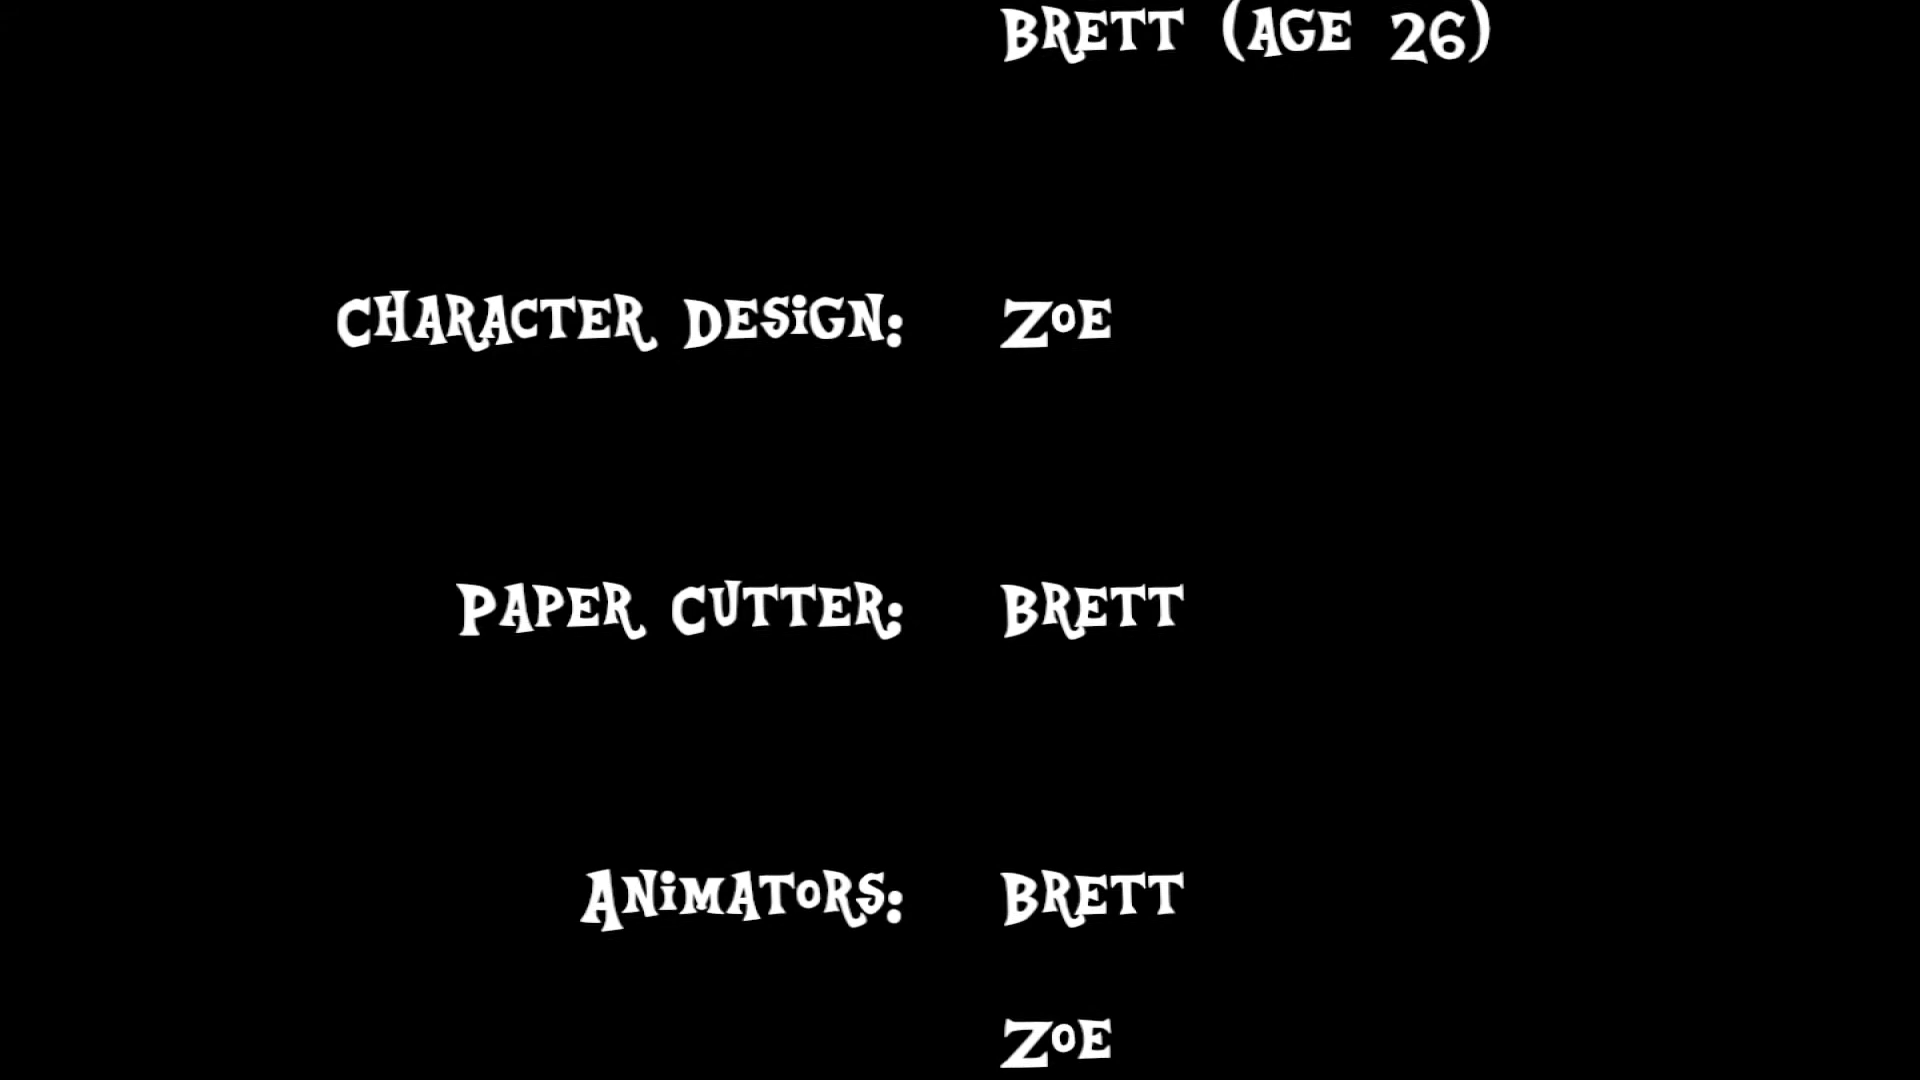 Brett (age 26)
Character Design: Zoe
Paper Cutter: Brett
Animators: Brett
Zoe